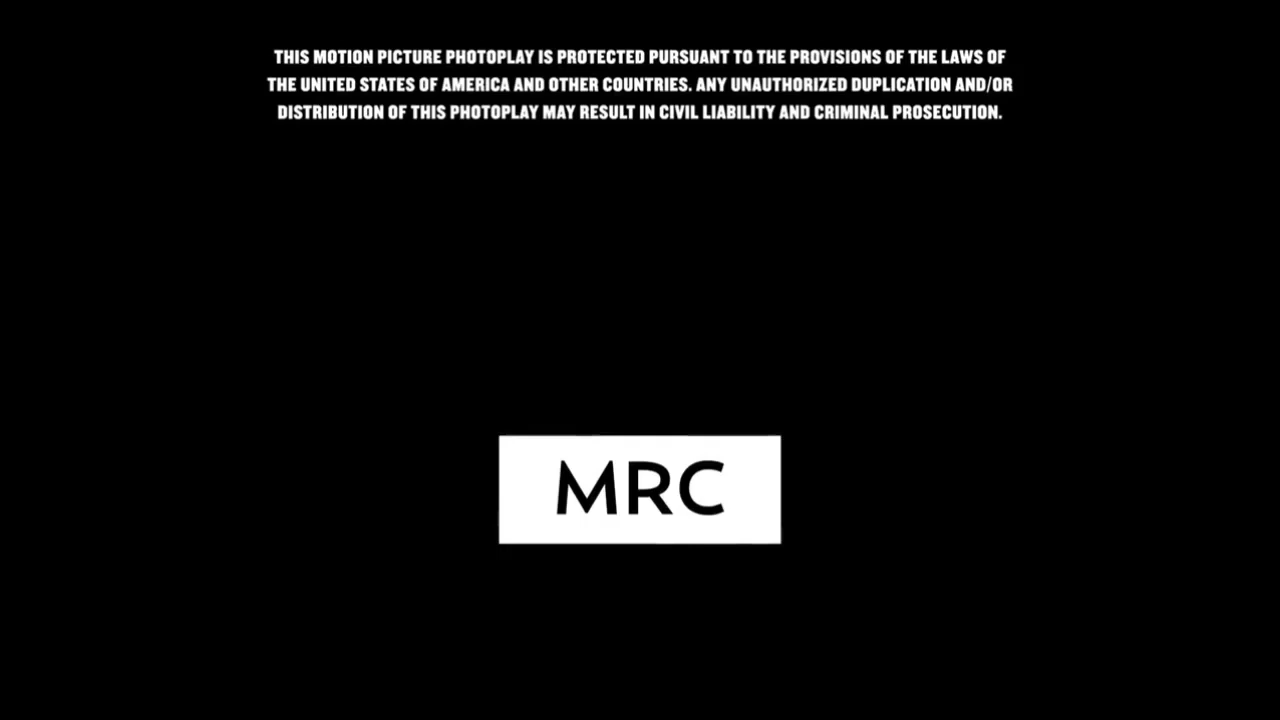 THIS MOTION PICTURE PHOTOPLAY IS PROTECTED PURSUANT TO THE PROVISIONS OF THE LAWS OF
THE UNITED STATES OF AMERICA AND OTHER COUNTRIES. ANY UNAUTHORIZED DUPLICATION AND/OR
DISTRIBUTION OF THIS PHOTOPLAY MAY RESULT IN CIVIL LIABILITY AND CRIMINAL PROSECUTION.
MRC